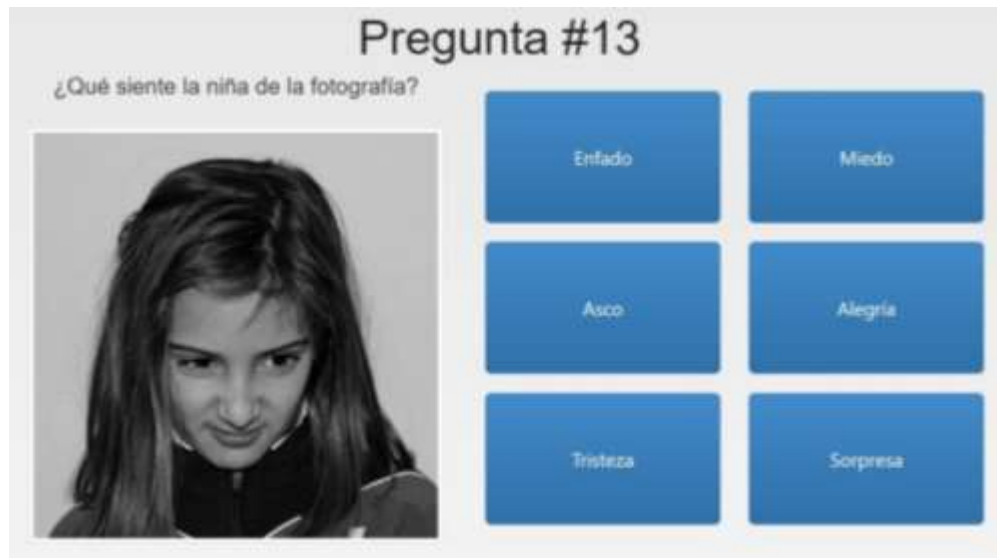 Pregunta #13
¿Qué siente la niña de la fotografía?
Enfado
Miedo
Asco
Alegría
Tristeza
Sorpresa